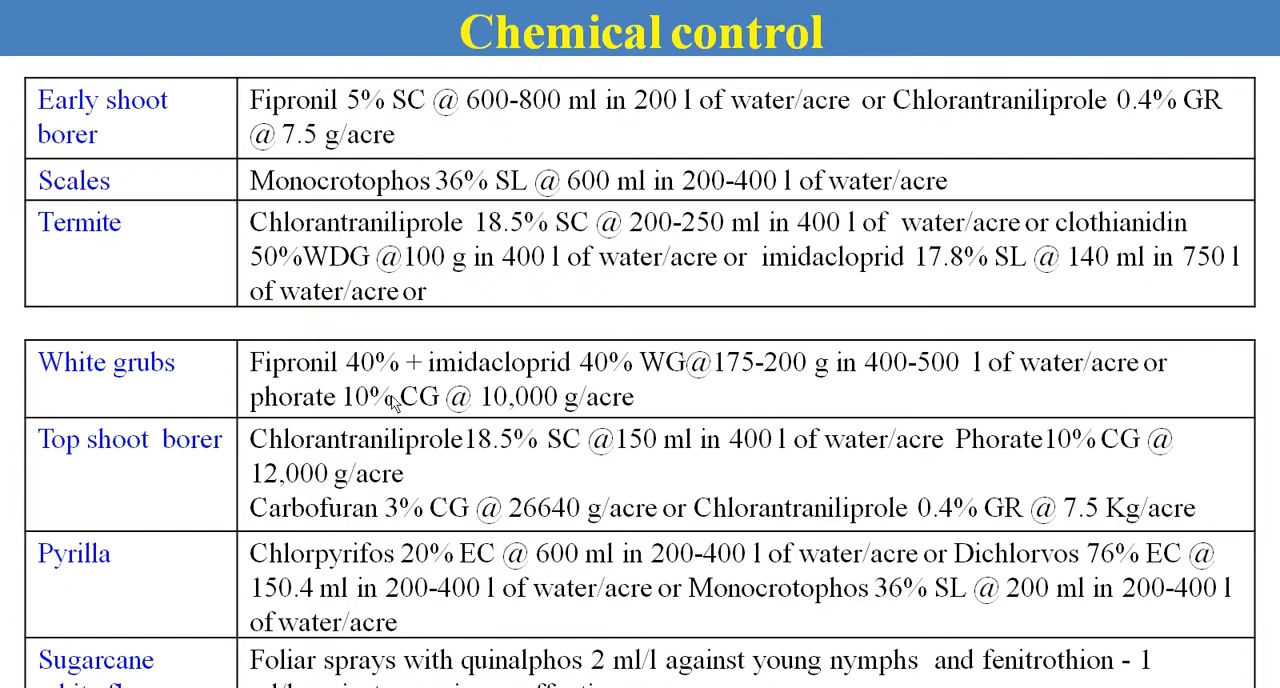 Chemical control
Early shoot
borer
Fipronil 5% SC @ 600-800 ml in 200 l of water/acre or Chlorantraniliprole 0.4% GR
@ 7.5 g/acre
Scales
Monocrotophos 36% SL @ 600 ml in 200-400 l of water/acre
Termite
Chlorantraniliprole 18.5% SC @ 200-250 ml in 400 l of water/acre or clothianidin
50%WDG @100 g in 400 l of water/acre or imidacloprid 17.8% SL @ 140 ml in 750 l
of water/acre or
White grubs
Fipronil 40% + imidacloprid 40% WG@175-200 g in 400-500 l of water/acre or
phorate 10% CG @ 10,000 g/acre
Top shoot borer
Chlorantraniliprole18.5% SC @150 ml in 400 l of water/acre Phorate10% CG @
12,000 g/acre
Carbofuran 3% CG @ 26640 g/acre or Chlorantraniliprole 0.4% GR @ 7.5 Kg/acre
Pyrilla
Chlorpyrifos 20% EC @ 600 ml in 200-400 l of water/acre or Dichlorvos 76% EC @
150.4 ml in 200-400 l of water/acre or Monocrotophos 36% SL @ 200 ml in 200-400 l
of water/acre
Sugarcane
Foliar sprays with quinalphos 2 ml/l against young nymphs and fenitrothion - 1